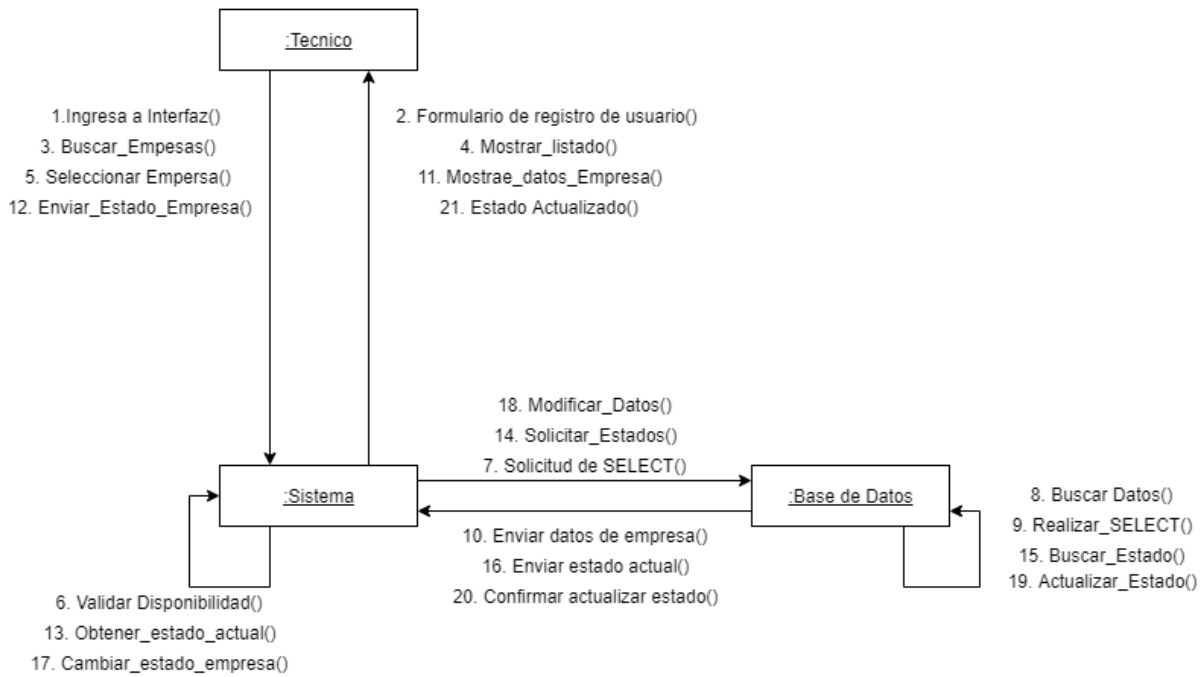 :Tecnico
1.Ingresa a Interfaz()
3. Buscar_Empesas()
5. Seleccionar Empersa()
12. Enviar_Estado_Empresa()
2. Formulario de registro de usuario()
4. Mostrar_listado()
11. Mostrae_datos_Empresa()
21. Estado Actualizado()
18. Modificar_Datos()
14. Solicitar_Estados()
7. Solicitud de SELECT()
:Sistema
:Base de Datos
10. Enviar datos de empresa()
16. Enviar estado actual()
20. Confirmar actualizar estado()
8. Buscar Datos()
9. Realizar_SELECT()
15. Buscar_Estado()
19. Actualizar_Estado()
6. Validar Disponibilidad()
13. Obtener_estado_actual()
17. Cambiar_estado_empresa()